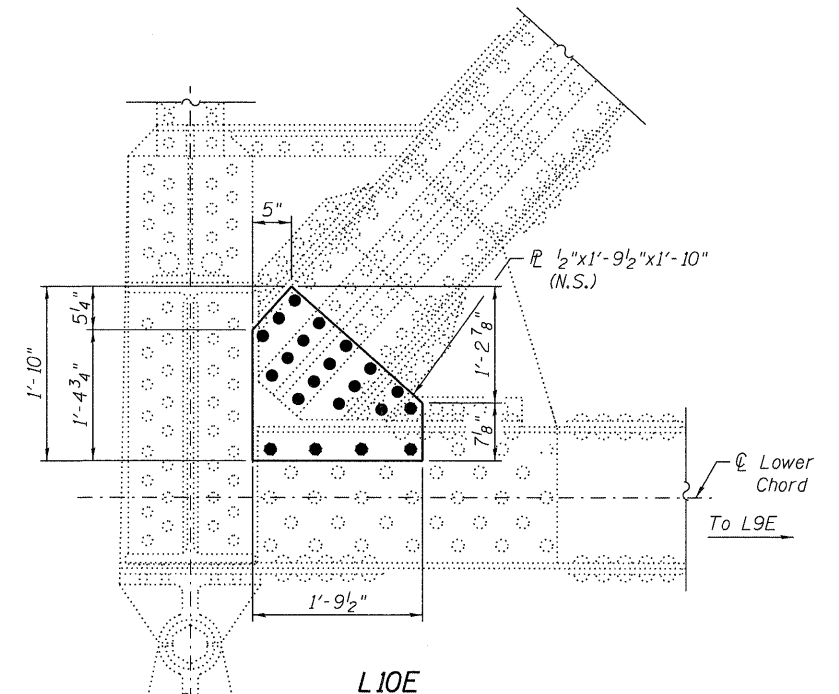 5"
℄ ½"x1'-9½"x1'-10"
(N.S.)
5¼"
1'-10"
1'-4¾"
1'-2⅞"
7⅛"
℄ Lower
Chord
To L9E
1'-9½"
L10E